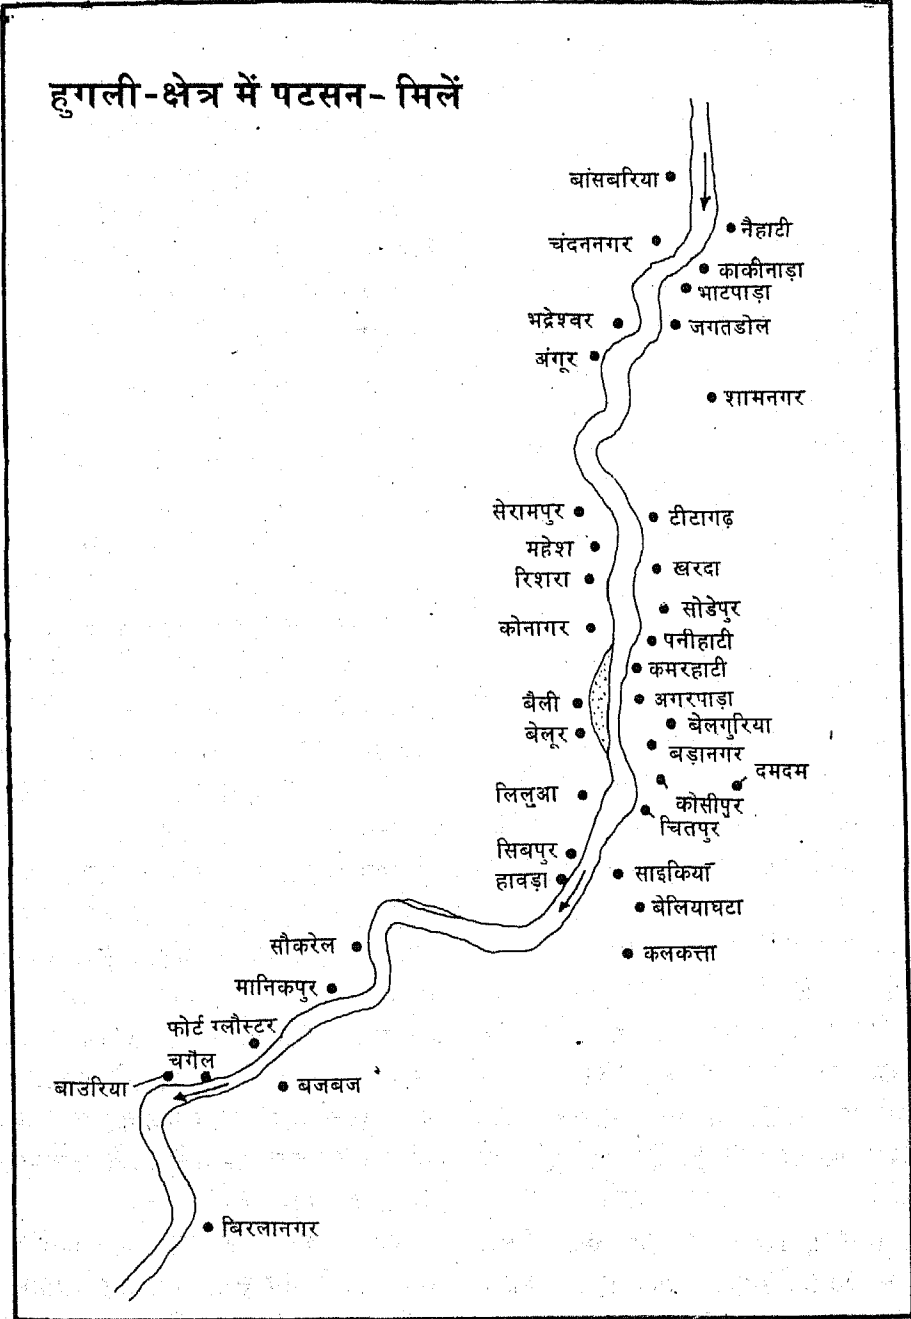 हुगली-क्षेत्र में पटसन-मिलें
बांसबरिया
नैहाटी
चंदननगर
काकीनाड़ा
भाटपाड़ा
भद्रेश्वर
जगतडोल
अंगूर
शामनगर
सेरामपुर
टीटागढ़
महेश
खरदा
रिशरा
सोडेपुर
कोनागर
पनीहाटी
कमरहाटी
बैली
अगरपाड़ा
बेलगुरिया
बेलूर
बड़ानगर
दमदम
लिलुआ
कोसीपुर
चितपुर
सिबपुर
साइकियॉ
हावड़ा
बेलियाघटा
सौकरेल
कलकत्ता
मानिकपुर
फोर्ट ग्लौस्टर
चगैल
बाउरिया
बजबज
बिरलानगर